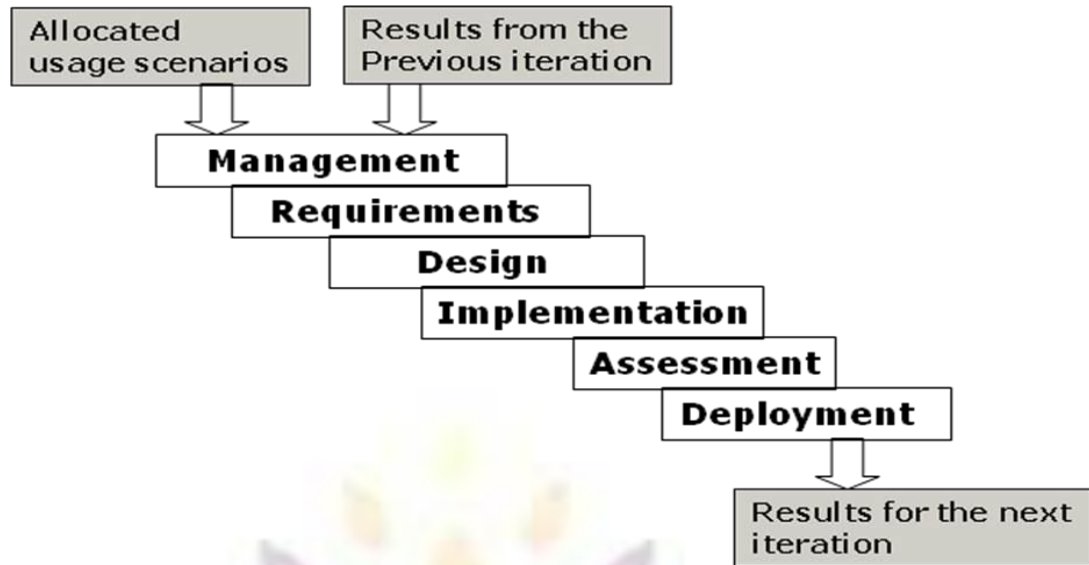 Allocated
usage scenarios
Results from the
Previous iteration
Management
Requirements
Design
Implementation
Assessment
Deployment
Results for the next
iteration